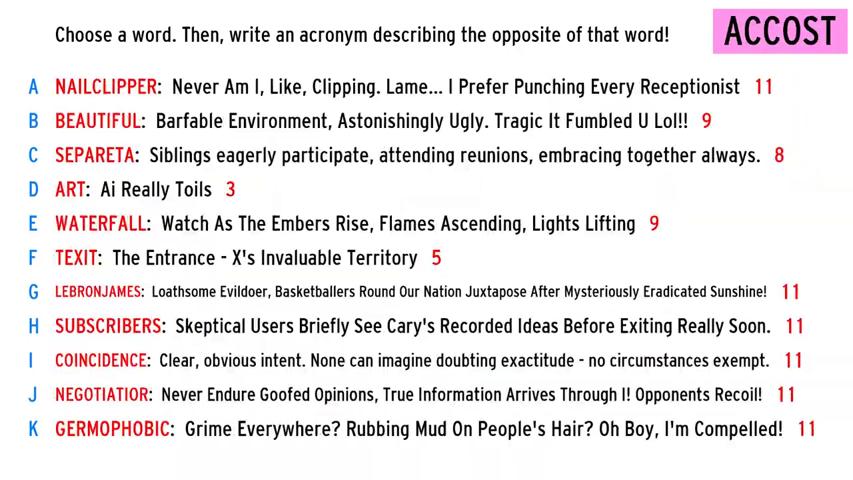 Choose a word. Then, write an acronym describing the opposite of that word!
ACCOST
A NAILCLIPPER: Never Am I, Like, Clipping. Lame... I Prefer Punching Every Receptionist 11
B BEAUTIFUL: Barfable Environment, Astonishingly Ugly. Tragic It Fumbled U Lol!! 9
C SEPARETA: Siblings eagerly participate, attending reunions, embracing together always. 8
D ART: Ai Really Toils 3
E WATERFALL: Watch As The Embers Rise, Flames Ascending, Lights Lifting 9
F TEXIT: The Entrance - X's Invaluable Territory 5
G LEBRONJAMES: Loathsome Evildoer, Basketballers Round Our Nation Juxtapose After Mysteriously Eradicated Sunshine! 11
H SUBSCRIBERS: Skeptical Users Briefly See Cary's Recorded Ideas Before Exiting Really Soon. 11
I COINCIDENCE: Clear, obvious intent. None can imagine doubting exactitude - no circumstances exempt. 11
J NEGOTIATIOR: Never Endure Goofed Opinions, True Information Arrives Through I! Opponents Recoil! 11
K GERMOPHOBIC: Grime Everywhere? Rubbing Mud On People's Hair? Oh Boy, I'm Compelled! 11